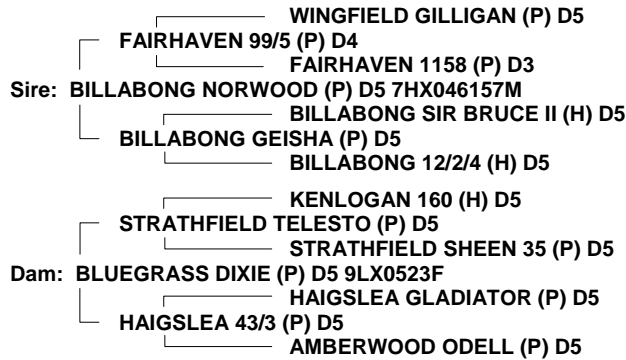 WINGFIELD GILLIGAN (P) D5
FAIRHAVEN 99/5 (P) D4
FAIRHAVEN 1158 (P) D3
Sire: BILLABONG NORWOOD (P) D5 7HX046157M
BILLABONG SIR BRUCE II (H) D5
BILLABONG GEISHA (P) D5
BILLABONG 12/2/4 (H) D5
KENLOGAN 160 (H) D5
STRATHFIELD TELESTO (P) D5
STRATHFIELD SHEEN 35 (P) D5
Dam: BLUEGRASS DIXIE (P) D5 9LX0523F
HAIGSLEA GLADIATOR (P) D5
HAIGSLEA 43/3 (P) D5
AMBERWOOD ODELL (P) D5